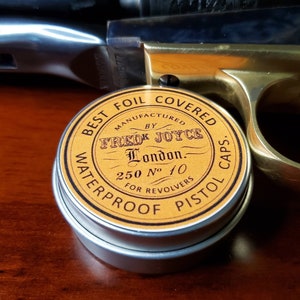 BEST FOIL COVERED
MANUFACTURED
BY
FREDK JOYCE
London.
250 No 10
FOR REVOLVERS
WATERPROOF PISTOL CAPS.